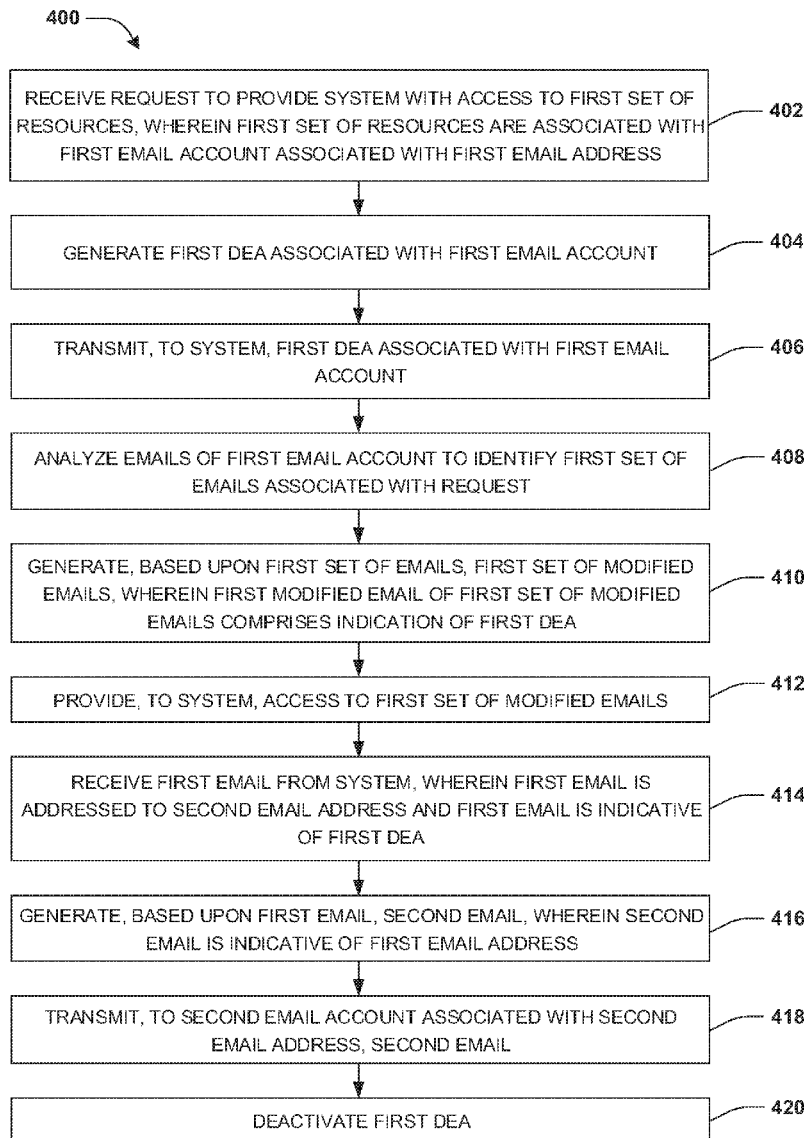 400
RECEIVE REQUEST TO PROVIDE SYSTEM WITH ACCESS TO FIRST SET OF
RESOURCES, WHEREIN FIRST SET OF RESOURCES ARE ASSOCIATED WITH
FIRST EMAIL ACCOUNT ASSOCIATED WITH FIRST EMAIL ADDRESS
402
GENERATE FIRST DEA ASSOCIATED WITH FIRST EMAIL ACCOUNT
404
TRANSMIT, TO SYSTEM, FIRST DEA ASSOCIATED WITH FIRST EMAIL
ACCOUNT
406
ANALYZE EMAILS OF FIRST EMAIL ACCOUNT TO IDENTIFY FIRST SET OF
EMAILS ASSOCIATED WITH REQUEST
408
GENERATE, BASED UPON FIRST SET OF EMAILS, FIRST SET OF MODIFIED
EMAILS, WHEREIN FIRST MODIFIED EMAIL OF FIRST SET OF MODIFIED
EMAILS COMPRISES INDICATION OF FIRST DEA
410
PROVIDE, TO SYSTEM, ACCESS TO FIRST SET OF MODIFIED EMAILS
412
RECEIVE FIRST EMAIL FROM SYSTEM, WHEREIN FIRST EMAIL IS
ADDRESSED TO SECOND EMAIL ADDRESS AND FIRST EMAIL IS INDICATIVE
OF FIRST DEA
414
GENERATE, BASED UPON FIRST EMAIL, SECOND EMAIL, WHEREIN SECOND
EMAIL IS INDICATIVE OF FIRST EMAIL ADDRESS
416
TRANSMIT, TO SECOND EMAIL ACCOUNT ASSOCIATED WITH SECOND
EMAIL ADDRESS, SECOND EMAIL
418
DEACTIVATE FIRST DEA
420